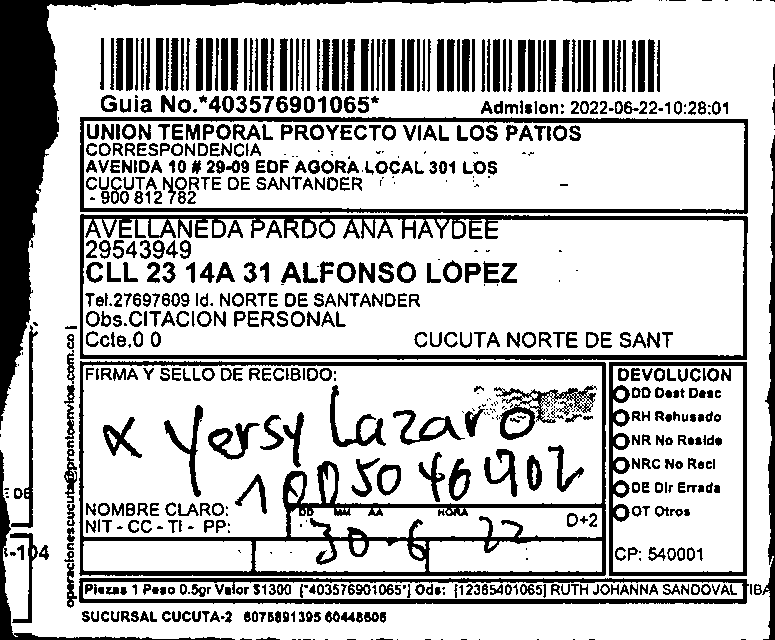 Guia No.*403576901065*
Admision: 2022-06-22-10:28:01
UNION TEMPORAL PROYECTO VIAL LOS PATIOS
CORRESPONDENCIA
AVENIDA 10 # 29-09 EDF AGORA LOCAL 301 LOS
CUCUTA NORTE DE SANTANDER
- 900 812 782
AVELLANEDA PARDO ANA HAYDEE
29543949
CLL 23 14A 31 ALFONSO LOPEZ
Tel.27697609 Id. NORTE DE SANTANDER
Obs.CITACION PERSONAL
Ccte.0 0 CUCUTA NORTE DE SANT
operacionescucuta@prontoenvios.com.co
FIRMA Y SELLO DE RECIBIDO:
Yersy Lazaro
1005046902
NOMBRE CLARO:
NIT - CC - TI - PP:
DD MM AA HORA
30-6 22
D+2
DEVOLUCION
DD Dest Desc
RH Rehusado
NR No Reside
NRC No Recl
DE Dir Errada
OT Otros
CP: 540001
E DE
-104
Piezas 1 Peso 0.5gr Valor $1300 [*403576901065*] Ods: [12365401065] RUTH JOHANNA SANDOVAL TIBA
SUCURSAL CUCUTA-2 6075891395 60448606